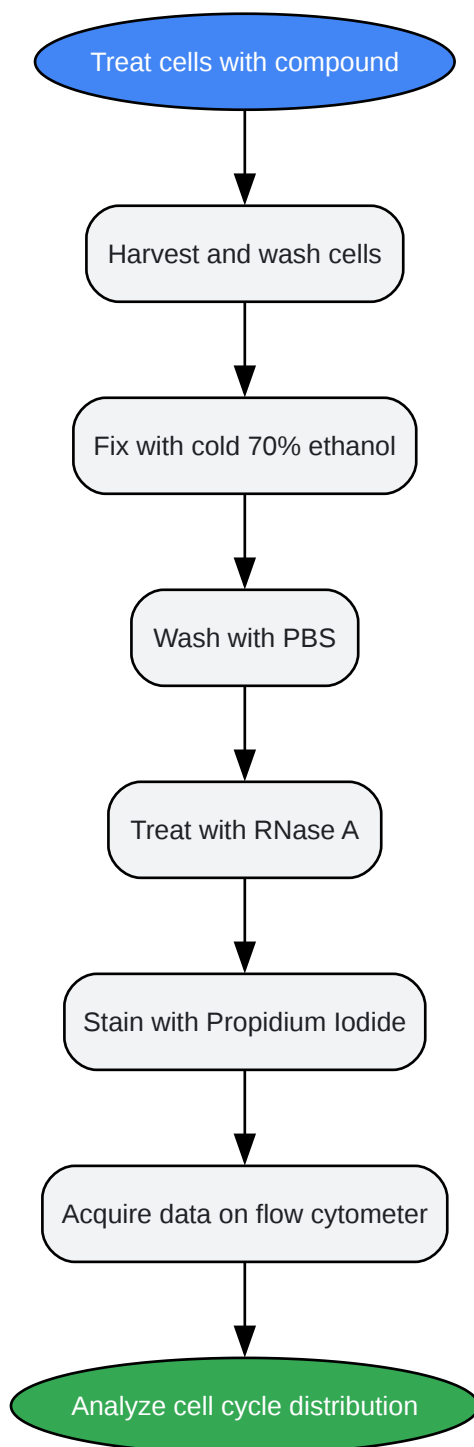 Treat cells with compound
Harvest and wash cells
Fix with cold 70% ethanol
Wash with PBS
Treat with RNase A
Stain with Propidium Iodide
Acquire data on flow cytometer
Analyze cell cycle distribution